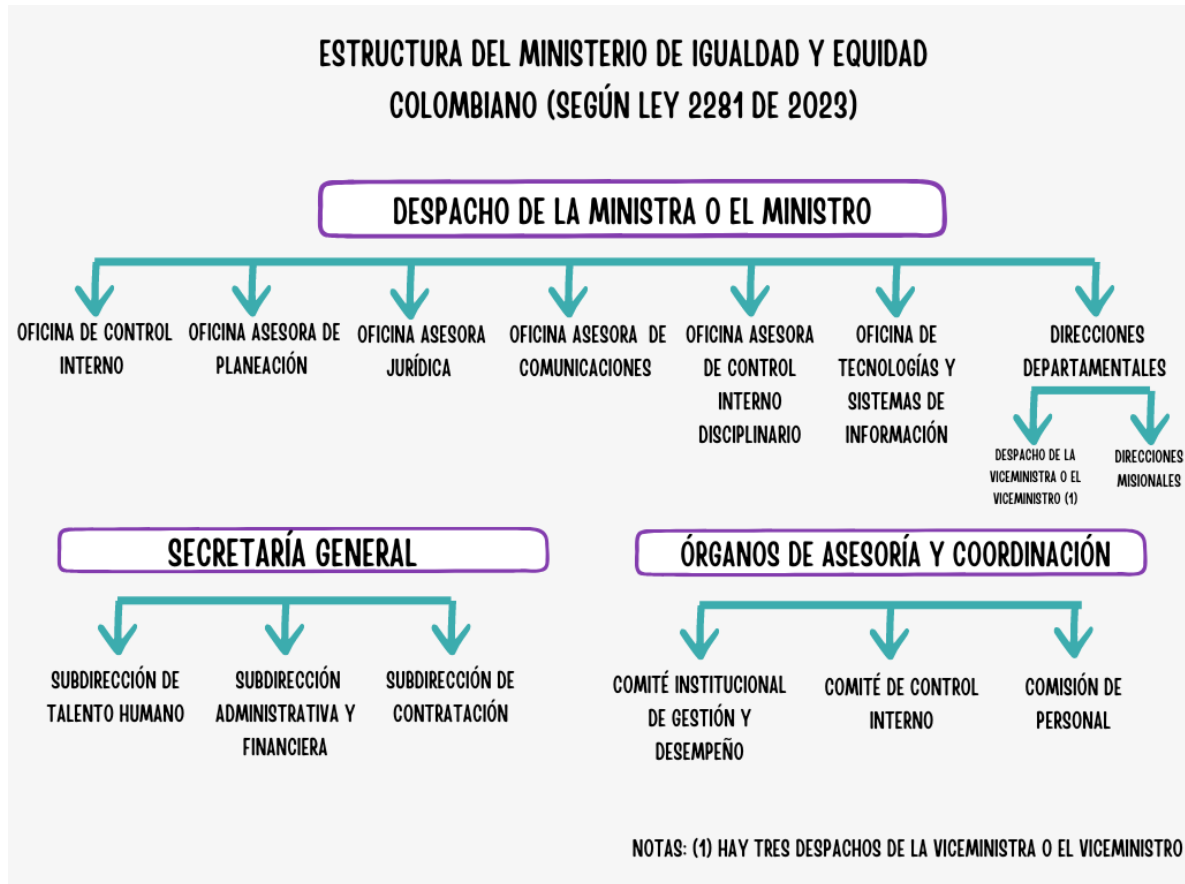 ESTRUCTURA DEL MINISTERIO DE IGUALDAD Y EQUIDAD
COLOMBIANO (SEGÚN LEY 2281 DE 2023)
DESPACHO DE LA MINISTRA O EL MINISTRO
OFICINA DE CONTROL
INTERNO
OFICINA ASESORA DE
PLANEACIÓN
OFICINA ASESORA
JURÍDICA
OFICINA ASESORA DE
COMUNICACIONES
OFICINA ASESORA
DE CONTROL
INTERNO
DISCIPLINARIO
OFICINA DE
TECNOLOGÍAS Y
SISTEMAS DE
INFORMACIÓN
DIRECCIONES
DEPARTAMENTALES
DESPACHO DE LA
VICEMINISTRA O EL
VICEMINISTRO (1)
DIRECCIONES
MISIONALES
SECRETARÍA GENERAL
SUBDIRECCIÓN DE
TALENTO HUMANO
SUBDIRECCIÓN
ADMINISTRATIVA Y
FINANCIERA
SUBDIRECCIÓN DE
CONTRATACIÓN
ÓRGANOS DE ASESORÍA Y COORDINACIÓN
COMITÉ INSTITUCIONAL
DE GESTIÓN Y
DESEMPEÑO
COMITÉ DE CONTROL
INTERNO
COMISIÓN DE
PERSONAL
NOTAS: (1) HAY TRES DESPACHOS DE LA VICEMINISTRA O EL VICEMINISTRO